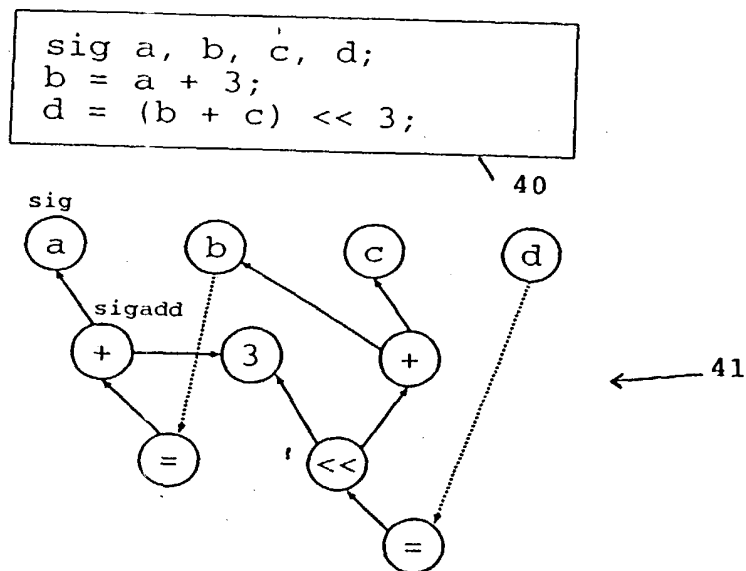 sig a, b, c, d;
b = a + 3;
d = (b + c) << 3;
40
sig
a b c d
sigadd
+ 3 +
41
= <<
=